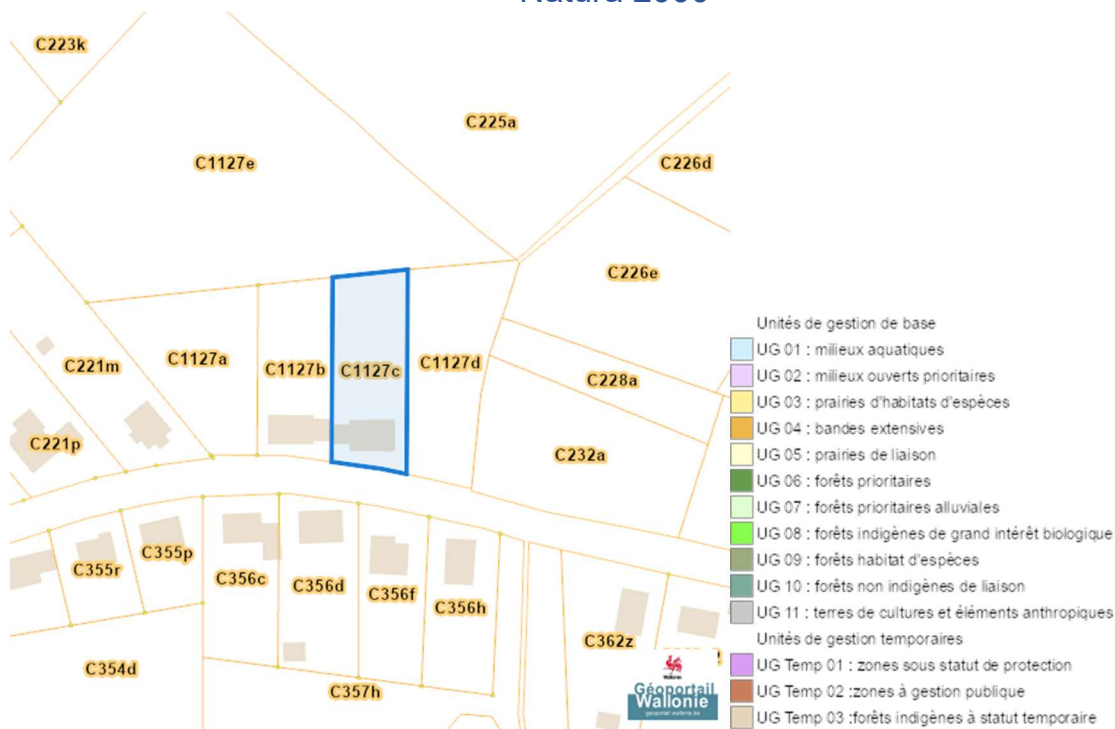 Natura 2000
C223k
C225a
C1127e
C226d
C226e
C221m
C1127a
C1127b
C1127c
C1127d
C228a
C221p
C232a
C355r
C355p
C356c
C356d
C356f
C356h
C362z
C354d
C357h
Wallonie
Géoportail
Wallonie
geoportail.wallonie.be
Unités de gestion de base
UG 01 : milieux aquatiques
UG 02 : milieux ouverts prioritaires
UG 03 : prairies d'habitats d'espèces
UG 04 : bandes extensives
UG 05 : prairies de liaison
UG 06 : forêts prioritaires
UG 07 : forêts prioritaires alluviales
UG 08 : forêts indigènes de grand intérêt biologique
UG 09 : forêts habitat d'espèces
UG 10 : forêts non indigènes de liaison
UG 11 : terres de cultures et éléments anthropiques
Unités de gestion temporaires
UG Temp 01 : zones sous statut de protection
UG Temp 02 :zones à gestion publique
UG Temp 03 :forêts indigènes à statut temporaire